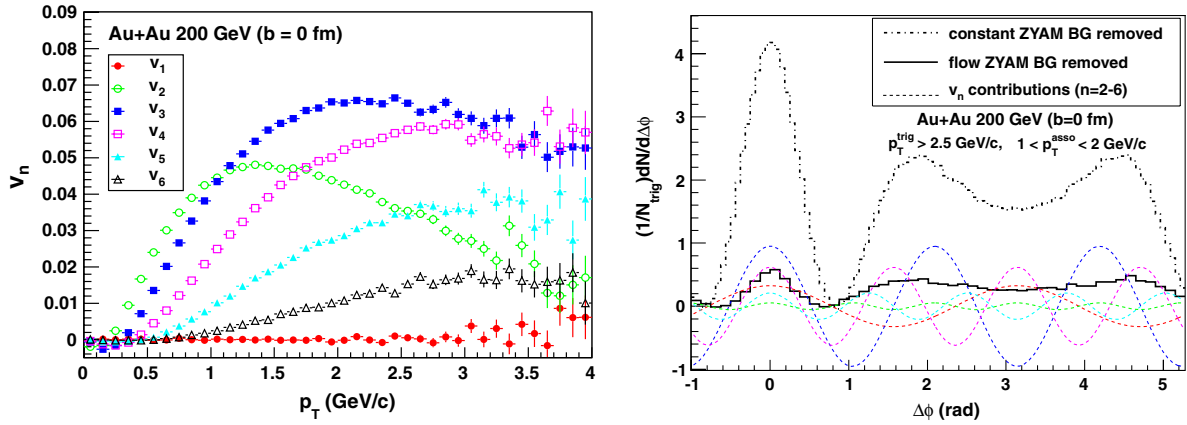 Au+Au 200 GeV (b = 0 fm)
v1
v2
v3
v4
v5
v6
vn
0.09
0.08
0.07
0.06
0.05
0.04
0.03
0.02
0.01
0
0 0.5 1 1.5 2 2.5 3 3.5 4
pT (GeV/c)
constant ZYAM BG removed
flow ZYAM BG removed
vn contributions (n=2-6)
Au+Au 200 GeV (b=0 fm)
pT^trig > 2.5 GeV/c, 1 < pT^asso < 2 GeV/c
(1/Ntrig)dN/dΔϕ
4
3
2
1
0
-1
-1 0 1 2 3 4 5
Δϕ (rad)